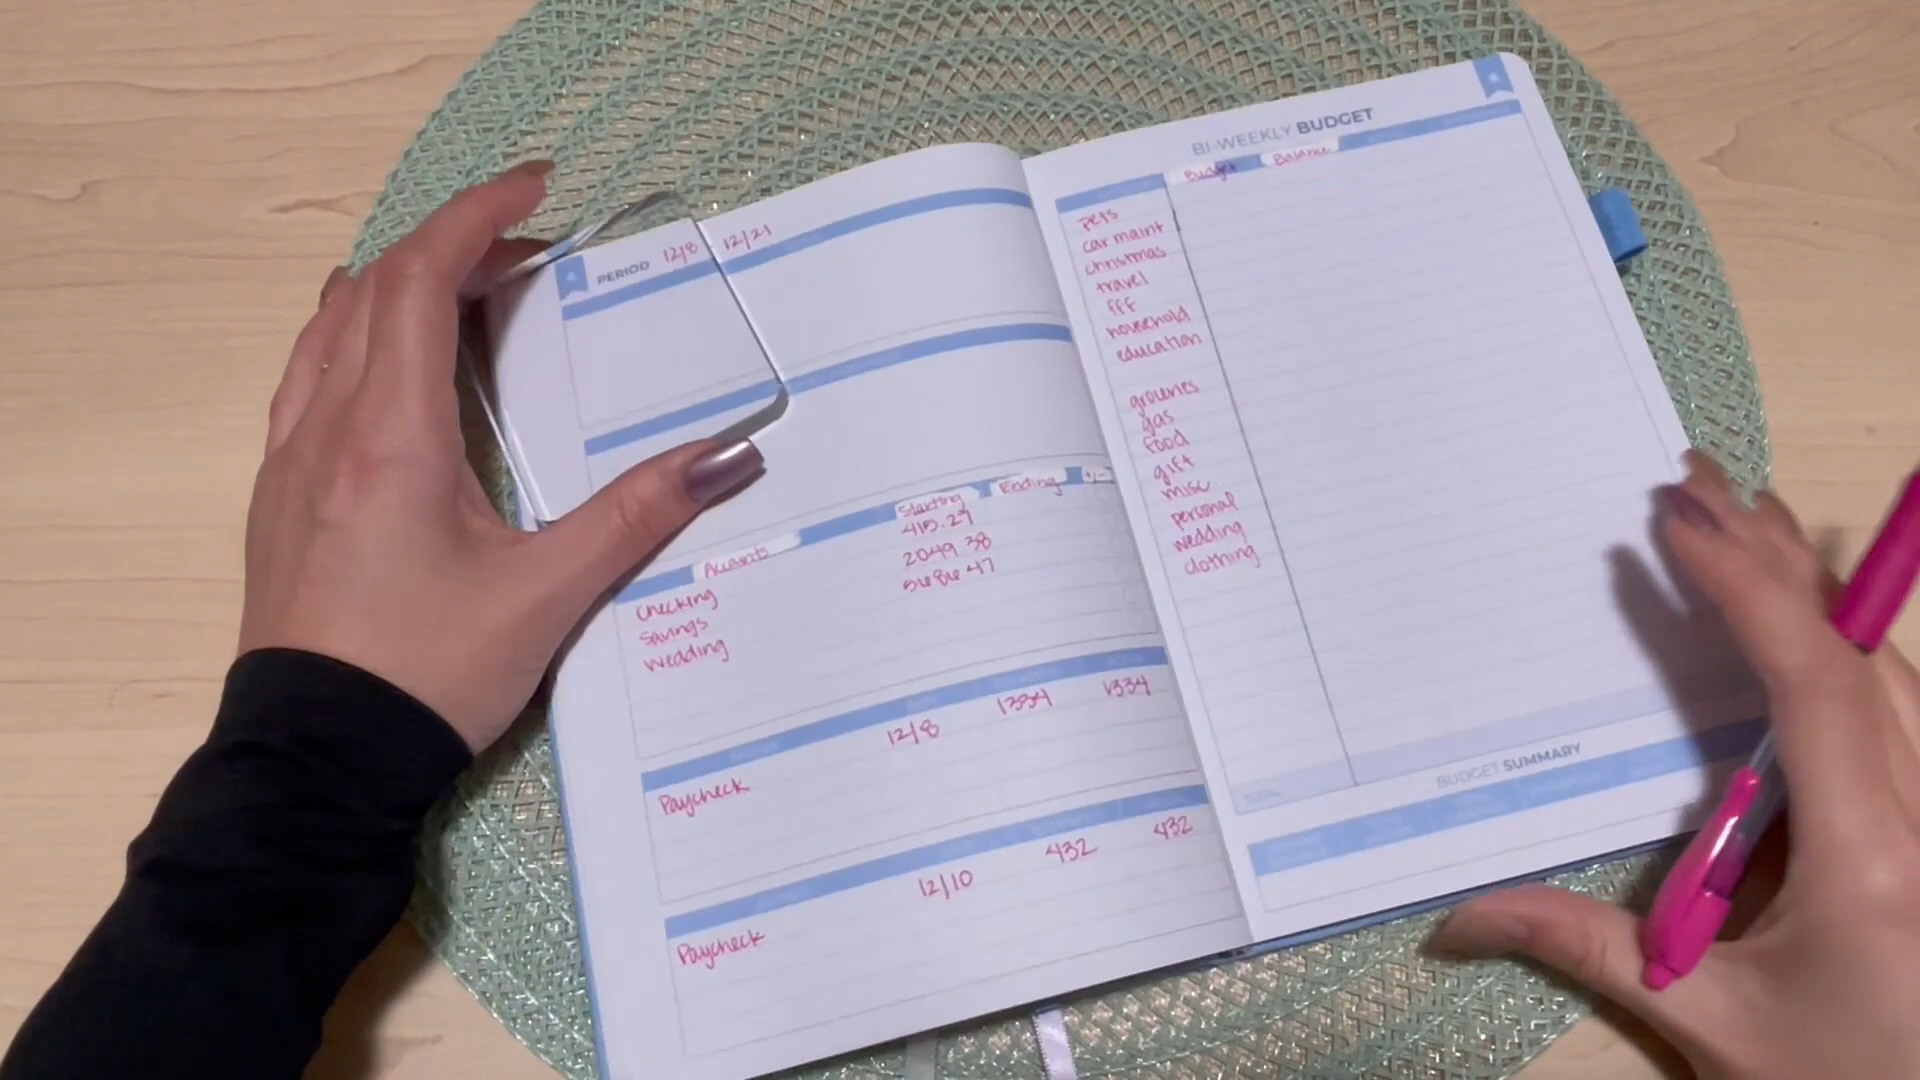 PERIOD 12/8 12/21
Accounts Starting Ending +/-
Checking 415.27
Savings 2049 38
Wedding 5686 47
12/8 1334 1334
Paycheck
12/10 432 432
Paycheck
BI-WEEKLY BUDGET
Budget Balance
pets
car maint
christmas
travel
fff
household
education
groceries
gas
food
gift
misc
personal
wedding
clothing
BUDGET SUMMARY